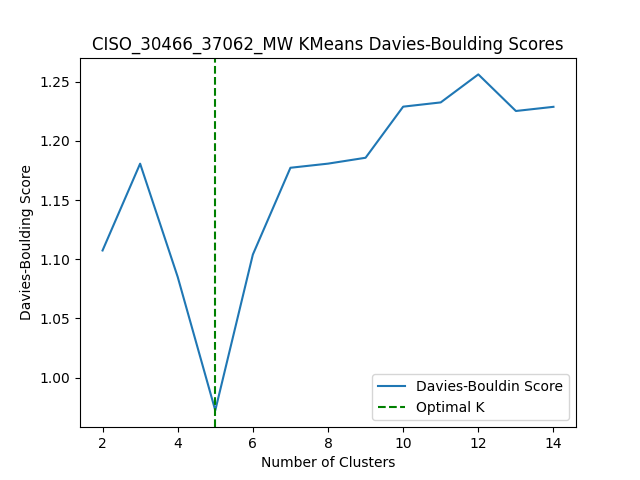 CISO_30466_37062_MW KMeans Davies-Boulding Scores
Davies-Boulding Score
1.25
1.20
1.15
1.10
1.05
1.00
Davies-Bouldin Score
Optimal K
2 4 6 8 10 12 14
Number of Clusters